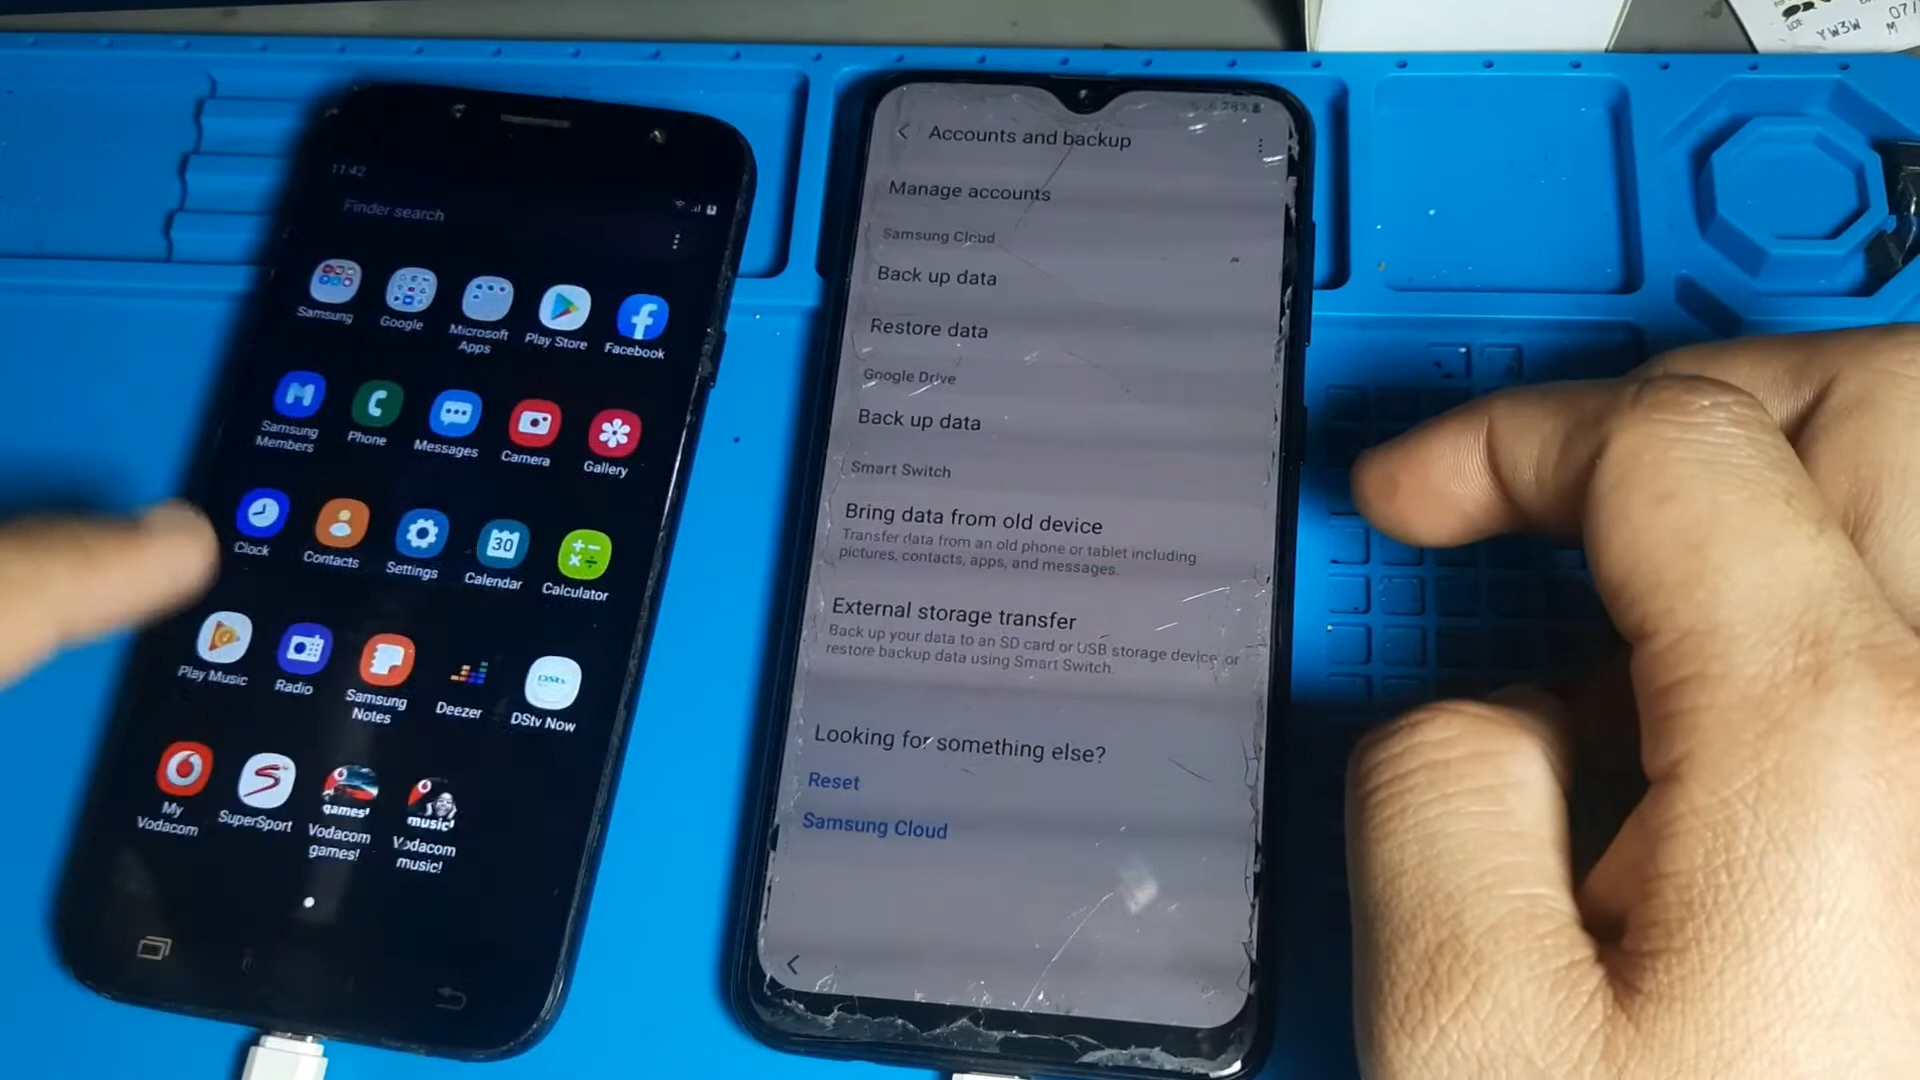 YW3W
07/
M
11:42
Finder search
Samsung
Google
Microsoft
Apps
Play Store
Facebook
Samsung
Members
Phone
Messages
Camera
Gallery
Clock
Contacts
Settings
30
Calendar
Calculator
Play Music
Radio
Samsung
Notes
Deezer
DStv
DStv Now
My
Vodacom
SuperSport
games!
Vodacom
games!
music!
Vodacom
music!
Accounts and backup
Manage accounts
Samsung Cloud
Back up data
Restore data
Google Drive
Back up data
Smart Switch
Bring data from old device
Transfer data from an old phone or tablet including
pictures, contacts, apps, and messages.
External storage transfer
Back up your data to an SD card or USB storage device, or
restore backup data using Smart Switch.
Looking for something else?
Reset
Samsung Cloud